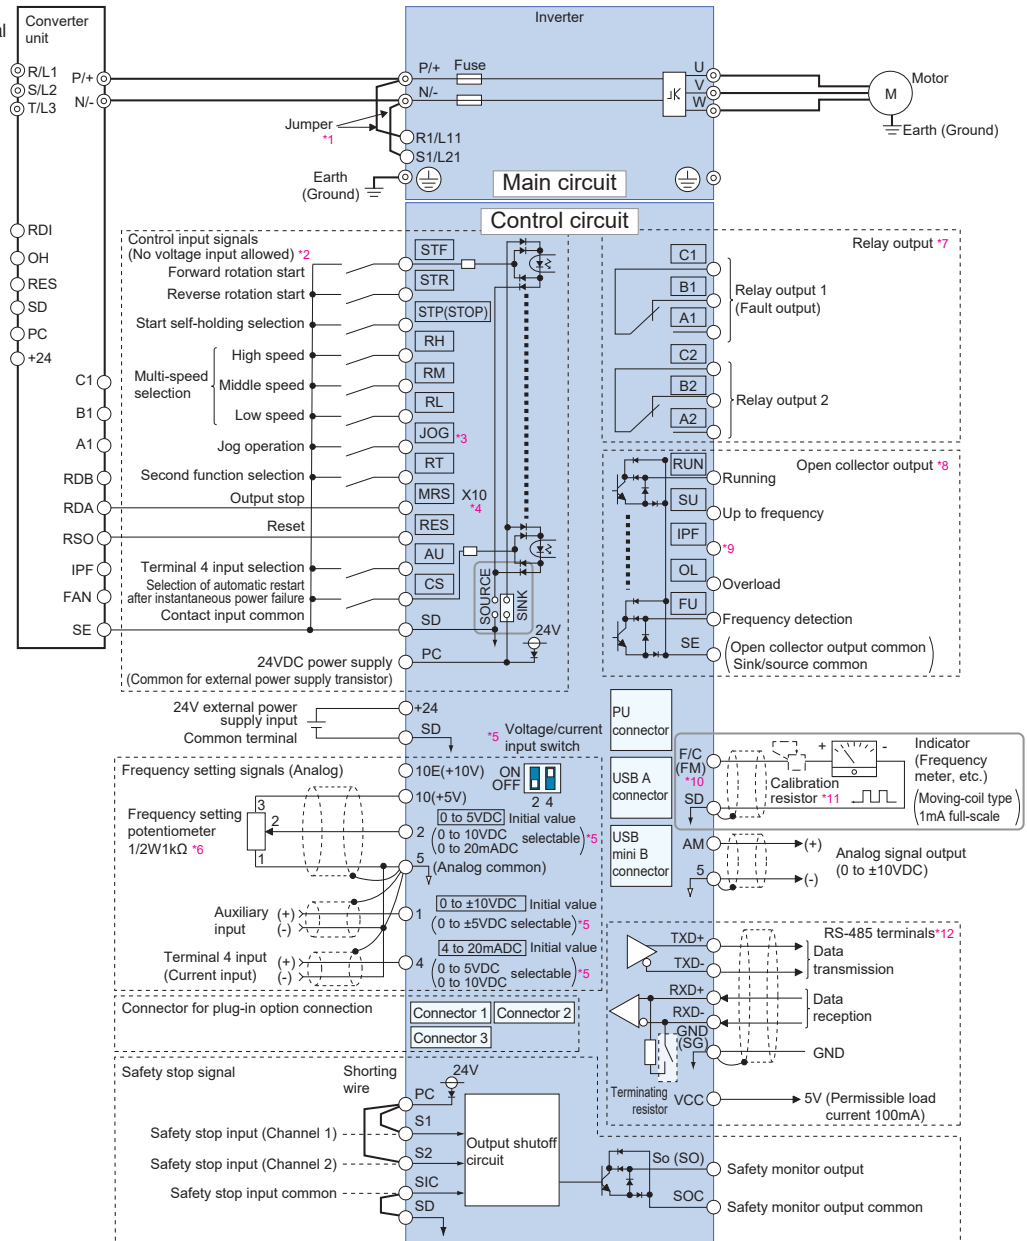 al
Converter
unit
R/L1
S/L2
T/L3
P/+
N/-
RDI
OH
RES
SD
PC
+24
C1
B1
A1
RDB
RDA
RSO
IPF
FAN
SE
Inverter
P/+
Fuse
N/-
Jumper
*1
R1/L11
S1/L21
Earth
(Ground)
U
V
W
Motor
M
Earth (Ground)
Main circuit
Control circuit
Control input signals
(No voltage input allowed) *2
Forward rotation start
Reverse rotation start
Start self-holding selection
Multi-speed
selection
High speed
Middle speed
Low speed
Jog operation
Second function selection
Output stop
Reset
Terminal 4 input selection
Selection of automatic restart
after instantaneous power failure
Contact input common
24VDC power supply
(Common for external power supply transistor)
STF
STR
STP(STOP)
RH
RM
RL
JOG *3
RT
MRS X10
*4
RES
AU
CS
SD
PC
SOURCE
SINK
24V
Relay output *7
C1
B1
A1
Relay output 1
(Fault output)
C2
B2
A2
Relay output 2
Open collector output *8
RUN
Running
SU
Up to frequency
IPF
*9
OL
Overload
FU
Frequency detection
SE
(Open collector output common
Sink/source common)
24V external power
supply input
Common terminal
+24
SD
*5 Voltage/current
input switch
ON
OFF
2 4
PU
connector
USB A
connector
USB
mini B
connector
F/C
(FM)
*10
SD
+
-
Indicator
(Frequency
meter, etc.)
(Moving-coil type
1mA full-scale)
Calibration
resistor *11
AM
(+)
5
(-)
Analog signal output
(0 to ±10VDC)
Frequency setting signals (Analog)
Frequency setting
potentiometer
1/2W1kΩ *6
3
2
1
10E(+10V)
10(+5V)
2
0 to 5VDC Initial value
(0 to 10VDC
0 to 20mADC selectable) *5
5
(Analog common)
Auxiliary
input
(+)
(-)
1
0 to ±10VDC Initial value
(0 to ±5VDC selectable) *5
Terminal 4 input
(Current input)
(+)
(-)
4
4 to 20mADC Initial value
(0 to 5VDC
0 to 10VDC selectable) *5
Connector for plug-in option connection
Connector 1
Connector 2
Connector 3
RS-485 terminals *12
TXD+
TXD-
Data
transmission
RXD+
RXD-
Data
reception
GND
(SG)
GND
Terminating
resistor
VCC
5V (Permissible load
current 100mA)
Safety stop signal
Shorting
wire
24V
PC
S1
Safety stop input (Channel 1)
S2
Safety stop input (Channel 2)
SIC
Safety stop input common
SD
Output shutoff
circuit
So (SO)
Safety monitor output
SOC
Safety monitor output common